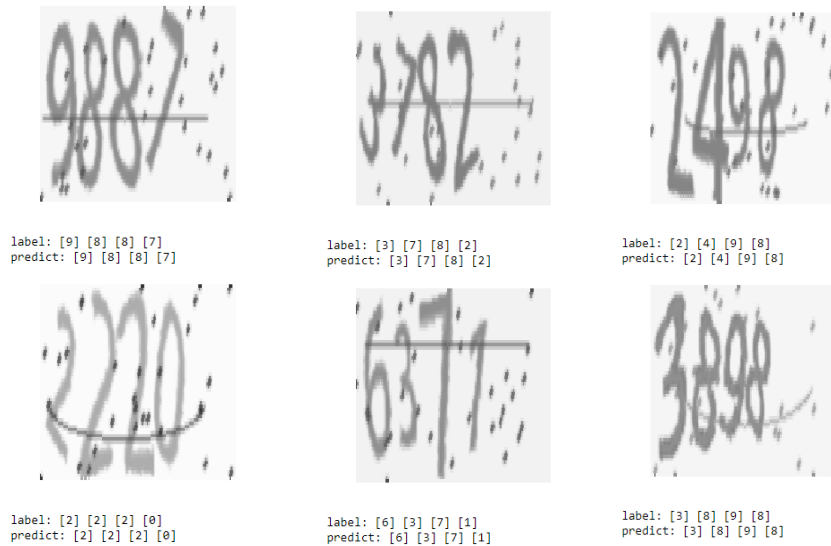 9887
3782
2498
label: [9] [8] [8] [7]
predict: [9] [8] [8] [7]
label: [3] [7] [8] [2]
predict: [3] [7] [8] [2]
label: [2] [4] [9] [8]
predict: [2] [4] [9] [8]
2220
6371
3898
label: [2] [2] [2] [0]
predict: [2] [2] [2] [0]
label: [6] [3] [7] [1]
predict: [6] [3] [7] [1]
label: [3] [8] [9] [8]
predict: [3] [8] [9] [8]